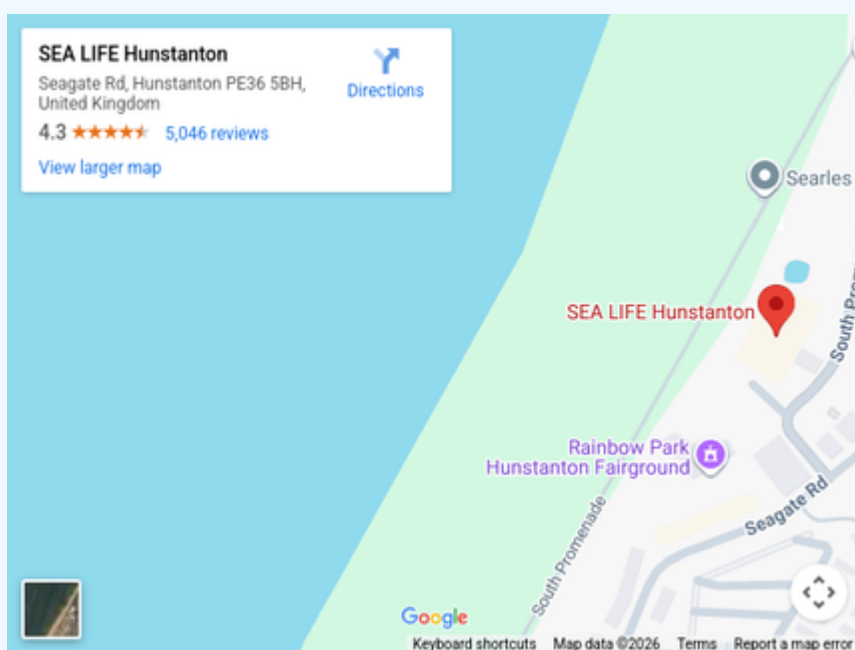 SEA LIFE Hunstanton
Seagate Rd, Hunstanton PE36 5BH,
United Kingdom
4.3
5,046 reviews
View larger map
Directions
Searles
SEA LIFE Hunstanton
South Pro
Rainbow Park
Hunstanton Fairground
Seagate Rd
South Promenade
Google
Keyboard shortcuts
Map data ©2026
Terms
Report a map error